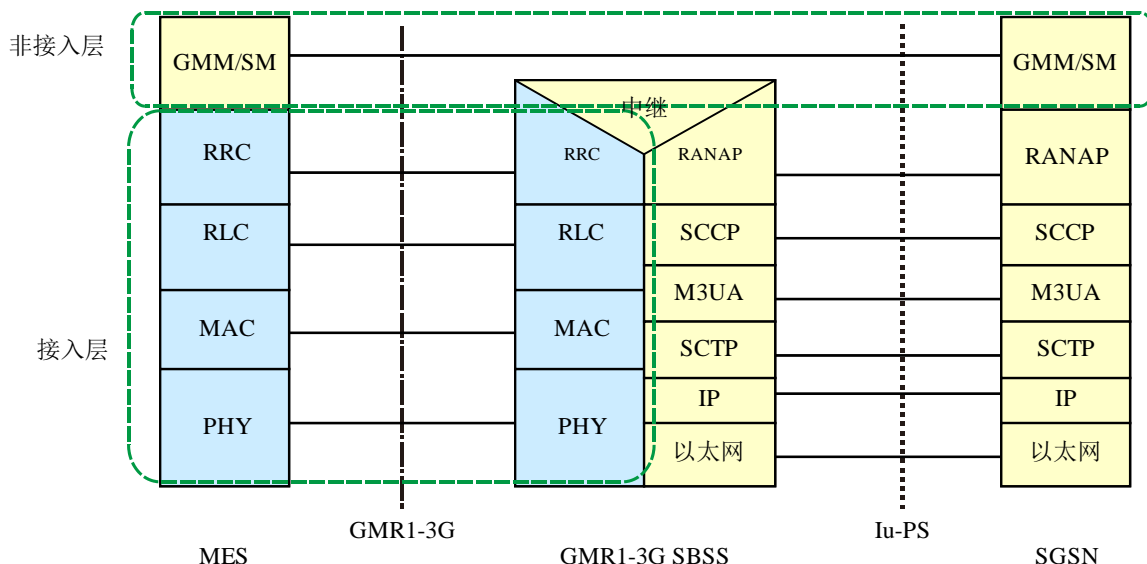 非接入层
GMM/SM
GMM/SM
中继
RRC
RRC
RANAP
RANAP
RLC
RLC
SCCP
SCCP
M3UA
M3UA
MAC
MAC
接入层
SCTP
SCTP
IP
IP
PHY
PHY
以太网
以太网
GMR1-3G
Iu-PS
MES
GMR1-3G SBSS
SGSN